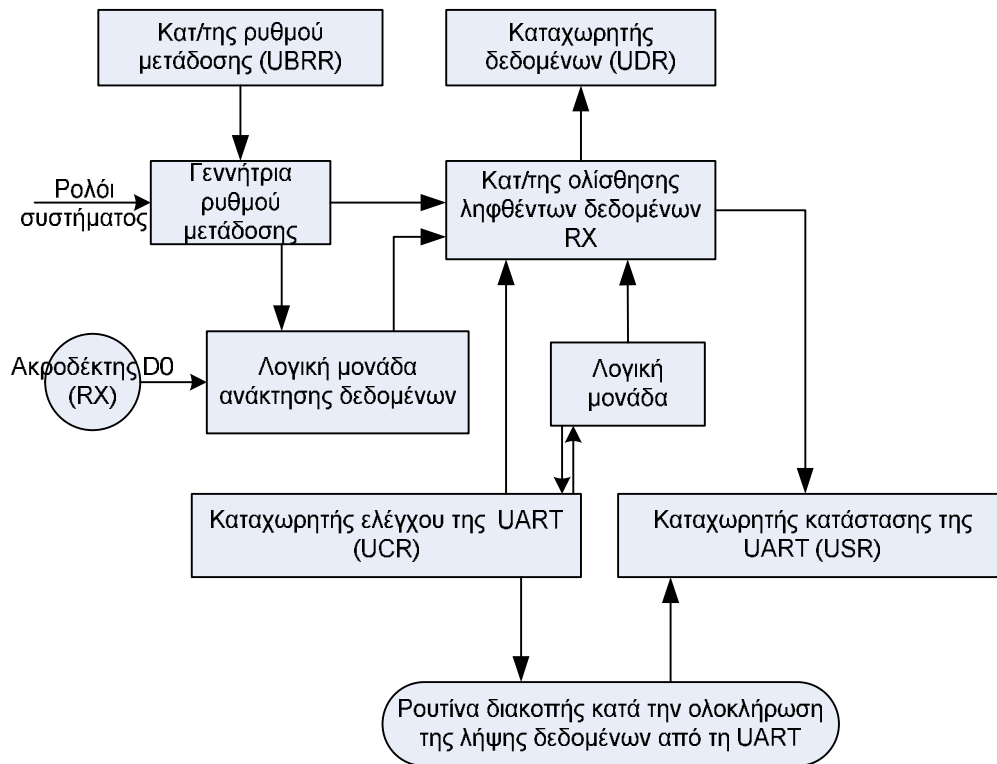 Κατ/της ρυθμού
μετάδοσης (UBRR)
Καταχωρητής
δεδομένων (UDR)
Ρολόι
συστήματος
Γεννήτρια
ρυθμού
μετάδοσης
Κατ/της ολίσθησης
ληφθέντων δεδομένων
RX
Ακροδέκτης D0
(RX)
Λογική μονάδα
ανάκτησης δεδομένων
Λογική
μονάδα
Καταχωρητής ελέγχου της UART
(UCR)
Καταχωρητής κατάστασης της
UART (USR)
Ρουτίνα διακοπής κατά την ολοκλήρωση
της λήψης δεδομένων από τη UART